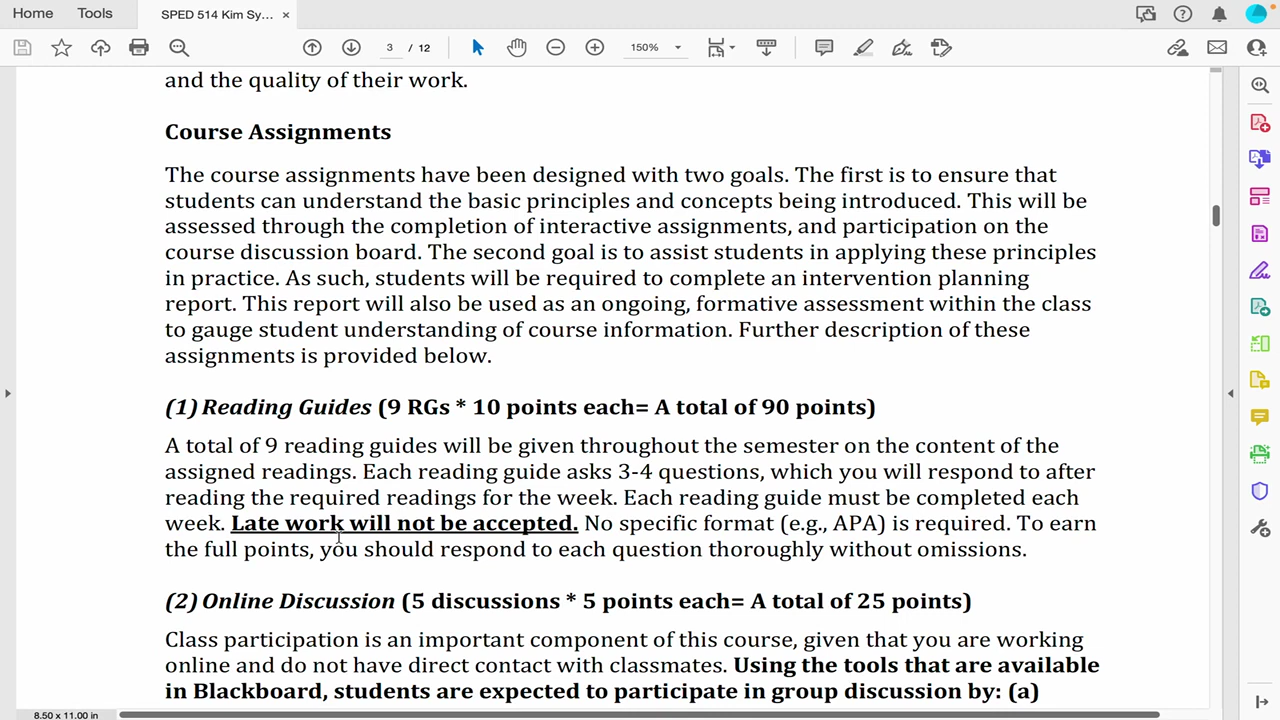 Home Tools SPED 514 Kim Sy... ×
3 / 12 150%
and the quality of their work.
Course Assignments
The course assignments have been designed with two goals. The first is to ensure that
students can understand the basic principles and concepts being introduced. This will be
assessed through the completion of interactive assignments, and participation on the
course discussion board. The second goal is to assist students in applying these principles
in practice. As such, students will be required to complete an intervention planning
report. This report will also be used as an ongoing, formative assessment within the class
to gauge student understanding of course information. Further description of these
assignments is provided below.
(1) Reading Guides (9 RGs * 10 points each= A total of 90 points)
A total of 9 reading guides will be given throughout the semester on the content of the
assigned readings. Each reading guide asks 3-4 questions, which you will respond to after
reading the required readings for the week. Each reading guide must be completed each
week. Late work will not be accepted. No specific format (e.g., APA) is required. To earn
the full points, you should respond to each question thoroughly without omissions.
(2) Online Discussion (5 discussions * 5 points each= A total of 25 points)
Class participation is an important component of this course, given that you are working
online and do not have direct contact with classmates. Using the tools that are available
in Blackboard, students are expected to participate in group discussion by: (a)
8.50 x 11.00 in